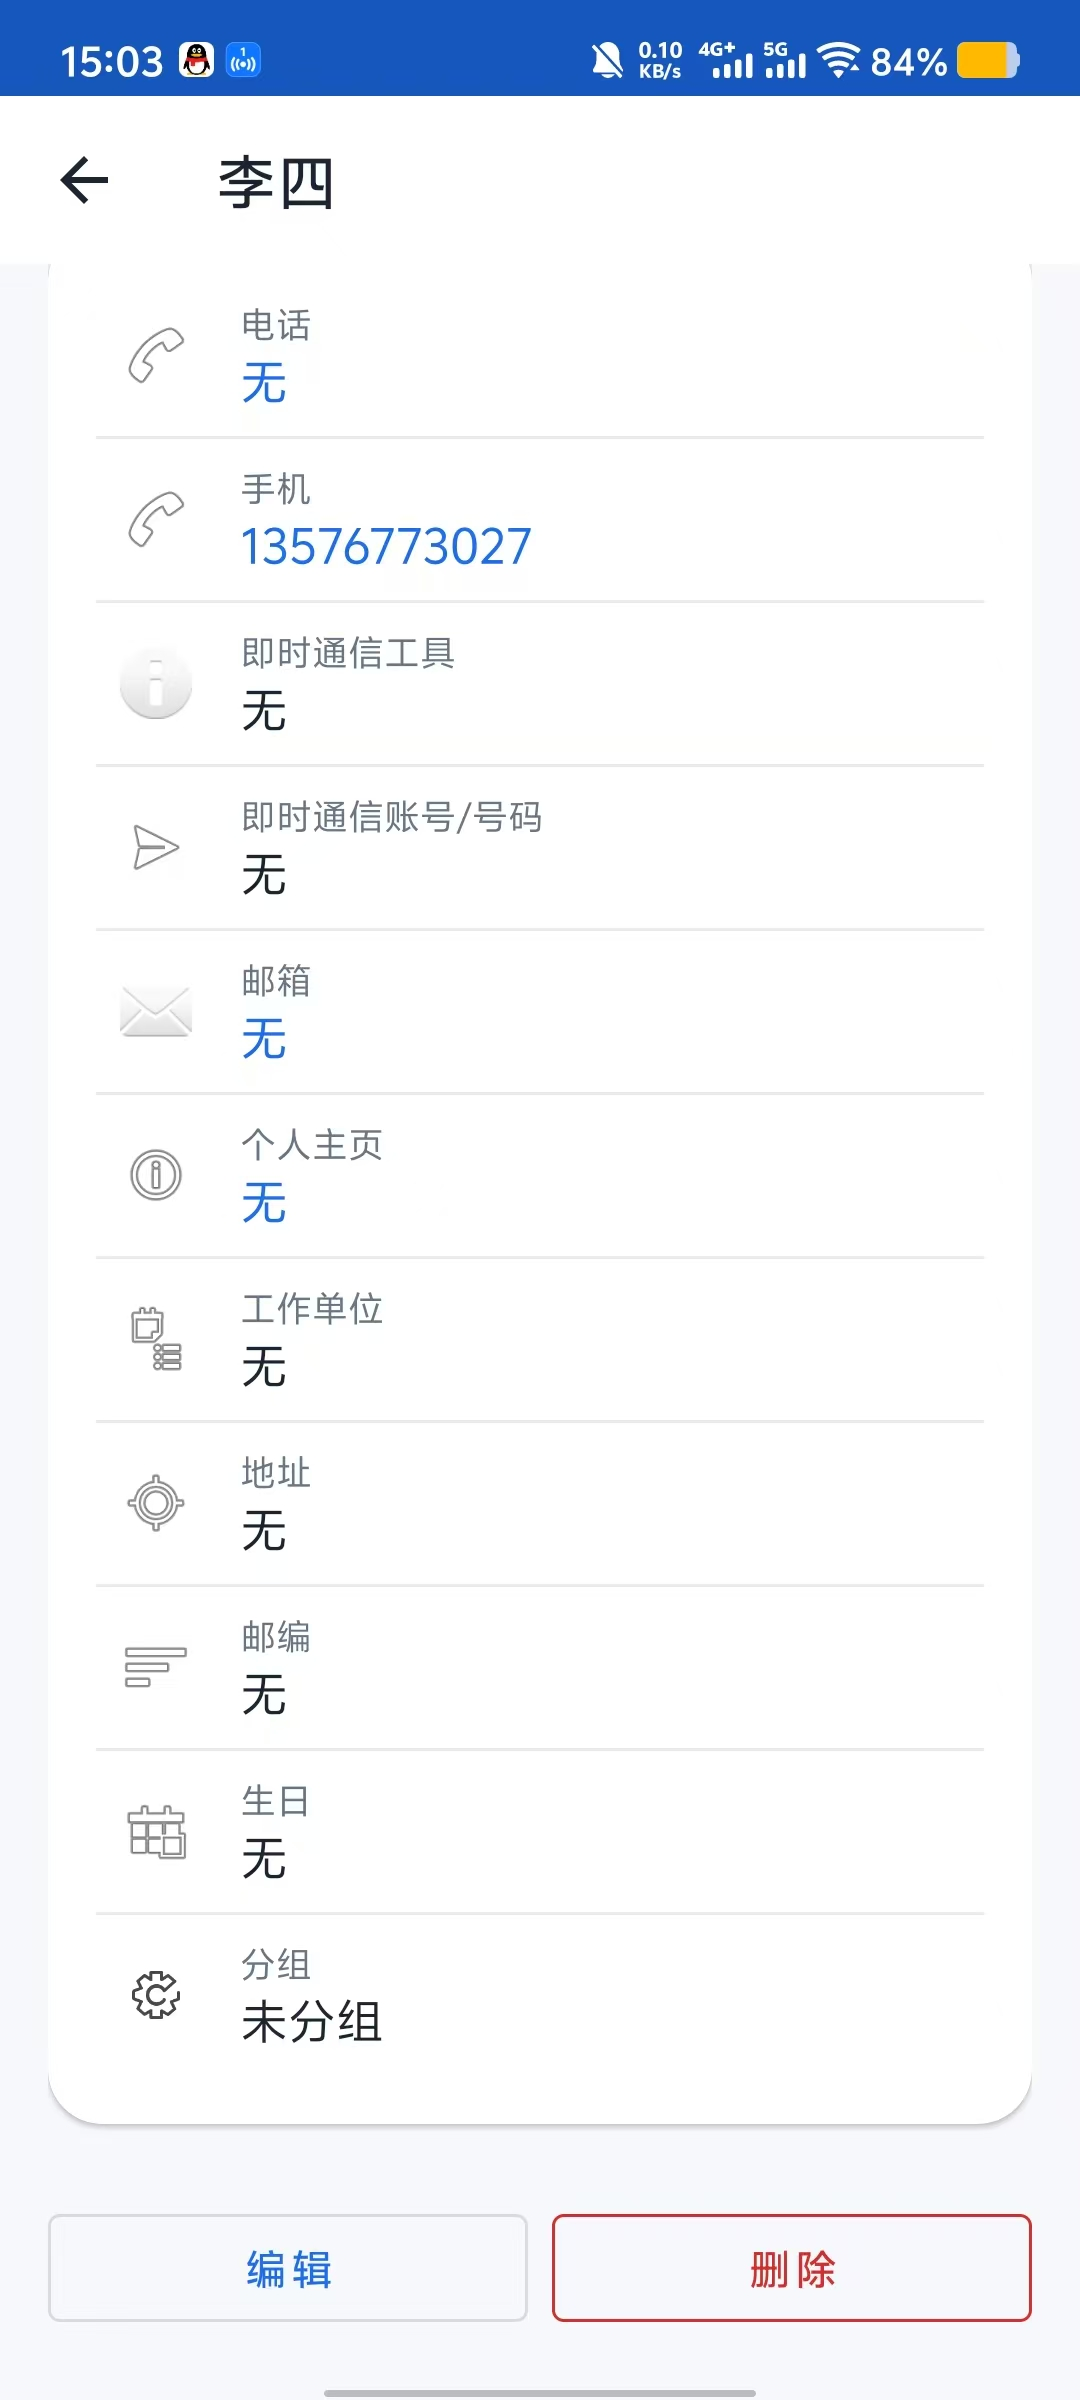 15:03
0.10 KB/s 4G+ 5G 84%
李四
电话
无
手机
13576773027
即时通信工具
无
即时通信账号/号码
无
邮箱
无
个人主页
无
工作单位
无
地址
无
邮编
无
生日
无
分组
未分组
编辑 删除